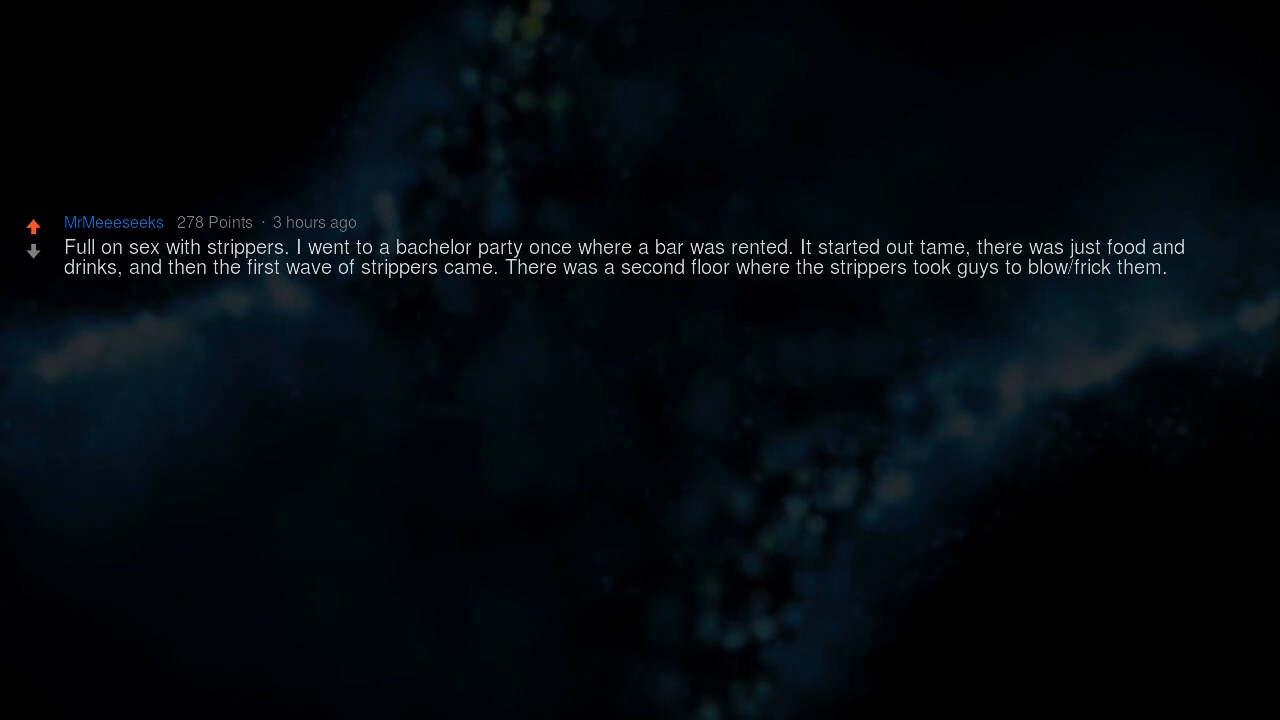 MrMeeeseeks 278 Points · 3 hours ago
Full on sex with strippers. I went to a bachelor party once where a bar was rented. It started out tame, there was just food and
drinks, and then the first wave of strippers came. There was a second floor where the strippers took guys to blow/frick them.